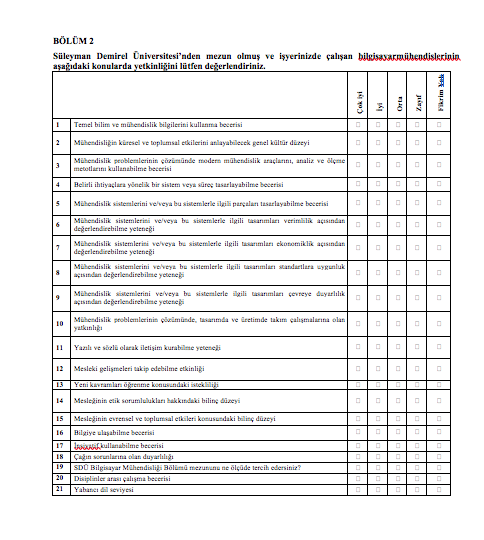 BÖLÜM 2
Süleyman Demirel Üniversitesi'nden mezun olmuş ve işyerinizde çalışan bilgisayarmühendislerinin
aşağıdaki konularda yetkinliğini lütfen değerlendiriniz.
Çok iyi İyi Orta Zayıf Fikrim Yok
1 Temel bilim ve mühendislik bilgilerini kullanma becerisi
2 Mühendisliğin küresel ve toplumsal etkilerini anlayabilecek genel kültür düzeyi
3 Mühendislik problemlerinin çözümünde modern mühendislik araçlarını, analiz ve ölçme
metotlarını kullanabilme becerisi
4 Belirli ihtiyaçlara yönelik bir sistem veya süreç tasarlayabilme becerisi
5 Mühendislik sistemlerini ve/veya bu sistemlerle ilgili parçaları tasarlayabilme becerisi
6 Mühendislik sistemlerini ve/veya bu sistemlerle ilgili tasarımları verimlilik açısından
değerlendirebilme yeteneği
7 Mühendislik sistemlerini ve/veya bu sistemlerle ilgili tasarımları ekonomiklik açısından
değerlendirebilme yeteneği
8 Mühendislik sistemlerini ve/veya bu sistemlerle ilgili tasarımları standartlara uygunluk
açısından değerlendirebilme yeteneği
9 Mühendislik sistemlerini ve/veya bu sistemlerle ilgili tasarımları çevreye duyarlılık
açısından değerlendirebilme yeteneği
10 Mühendislik problemlerinin çözümünde, tasarımda ve üretimde takım çalışmalarına olan
yatkınlığı
11 Yazılı ve sözlü olarak iletişim kurabilme yeteneği
12 Mesleki gelişmeleri takip edebilme etkinliği
13 Yeni kavramları öğrenme konusundaki istekliliği
14 Mesleğinin etik sorumlulukları hakkındaki bilinç düzeyi
15 Mesleğinin evrensel ve toplumsal etkileri konusundaki bilinç düzeyi
16 Bilgiye ulaşabilme becerisi
17 İnsiyatif kullanabilme becerisi
18 Çağın sorunlarına olan duyarlılığı
19 SDÜ Bilgisayar Mühendisliği Bölümü mezununu ne ölçüde tercih edersiniz?
20 Disiplinler arası çalışma becerisi
21 Yabancı dil seviyesi